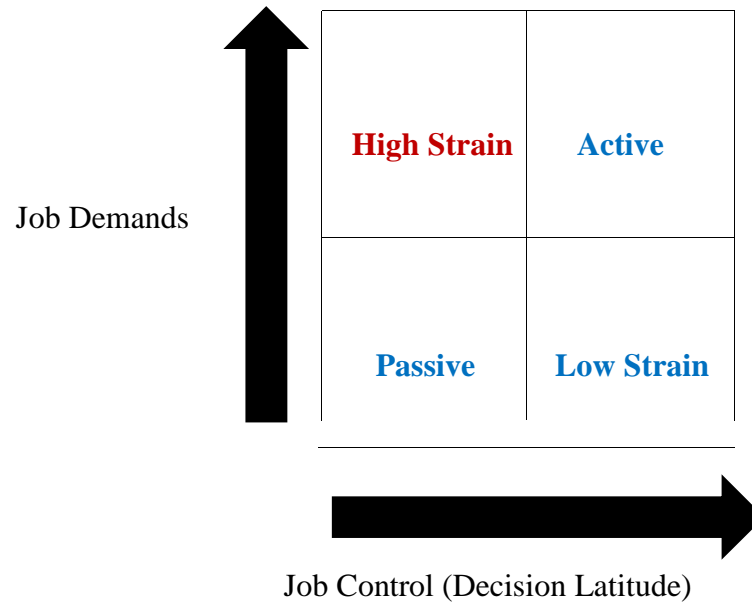 High Strain Active
Job Demands
Passive Low Strain
Job Control (Decision Latitude)